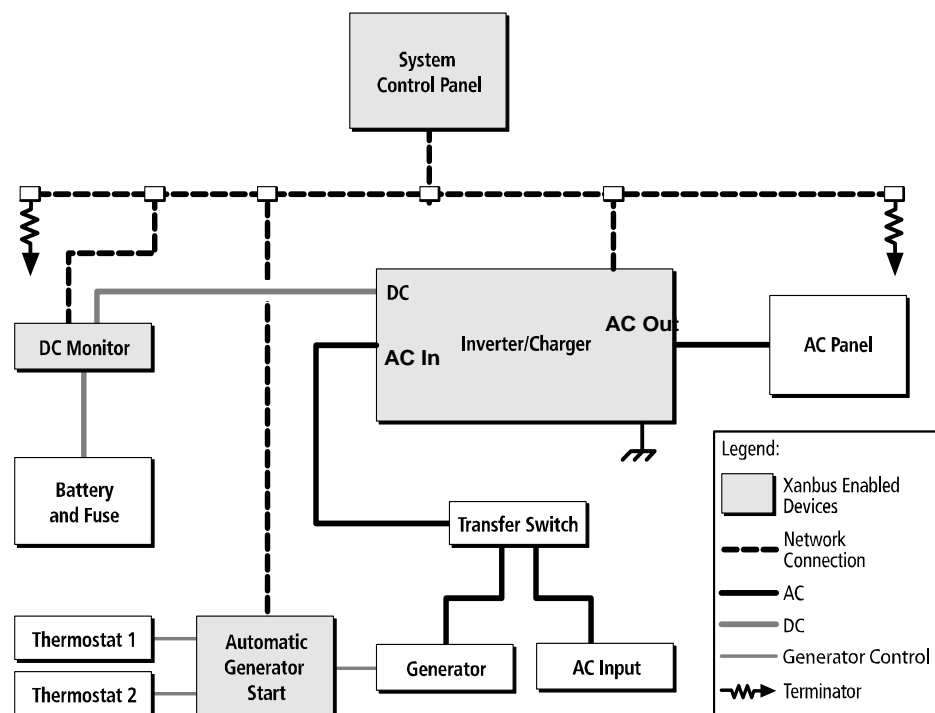 System
Control Panel
DC
AC Out
DC Monitor
Inverter/Charger
AC In
AC Panel
Battery
and Fuse
Transfer Switch
Thermostat 1
Thermostat 2
Automatic
Generator
Start
Generator
AC Input
Legend:
Xanbus Enabled
Devices
Network
Connection
AC
DC
Generator Control
Terminator